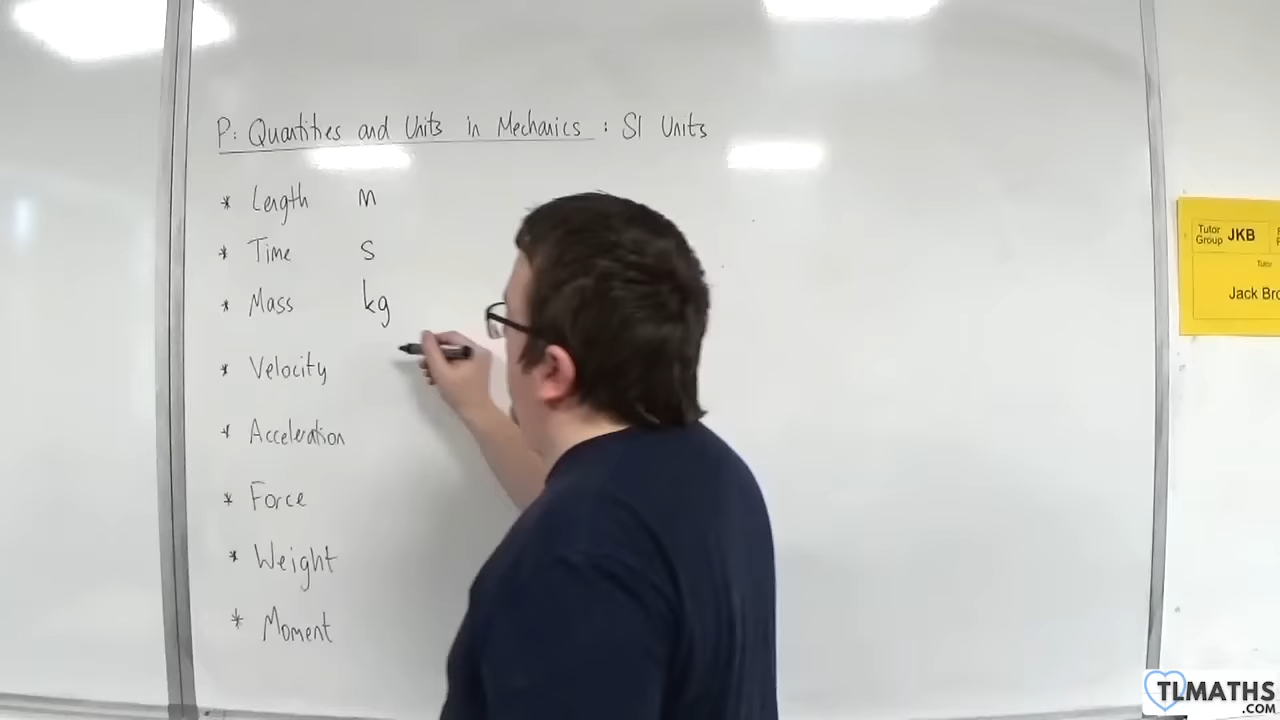 P: Quantities and Units in Mechanics : SI Units
* Length m
* Time s
* Mass kg
* Velocity
* Acceleration
* Force
* Weight
* Moment
Tutor
Group JKB
Tutor
Jack
TLMATHS
.COM